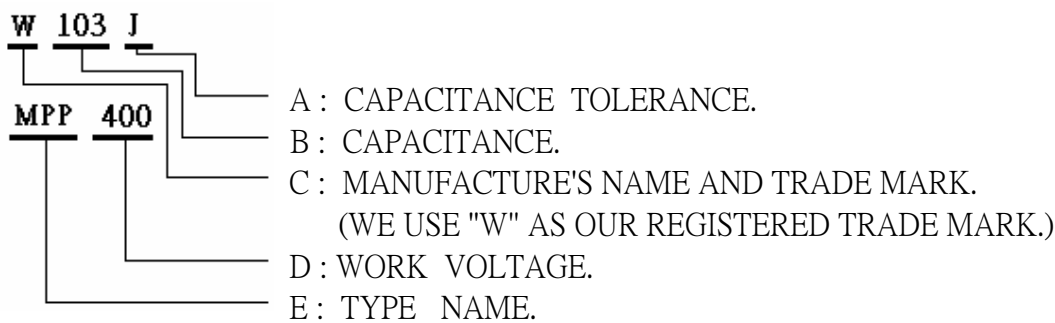 W 103 J
A : CAPACITANCE TOLERANCE.
MPP 400
B : CAPACITANCE.
C : MANUFACTURE'S NAME AND TRADE MARK.
(WE USE "W" AS OUR REGISTERED TRADE MARK.)
D : WORK VOLTAGE.
E : TYPE NAME.